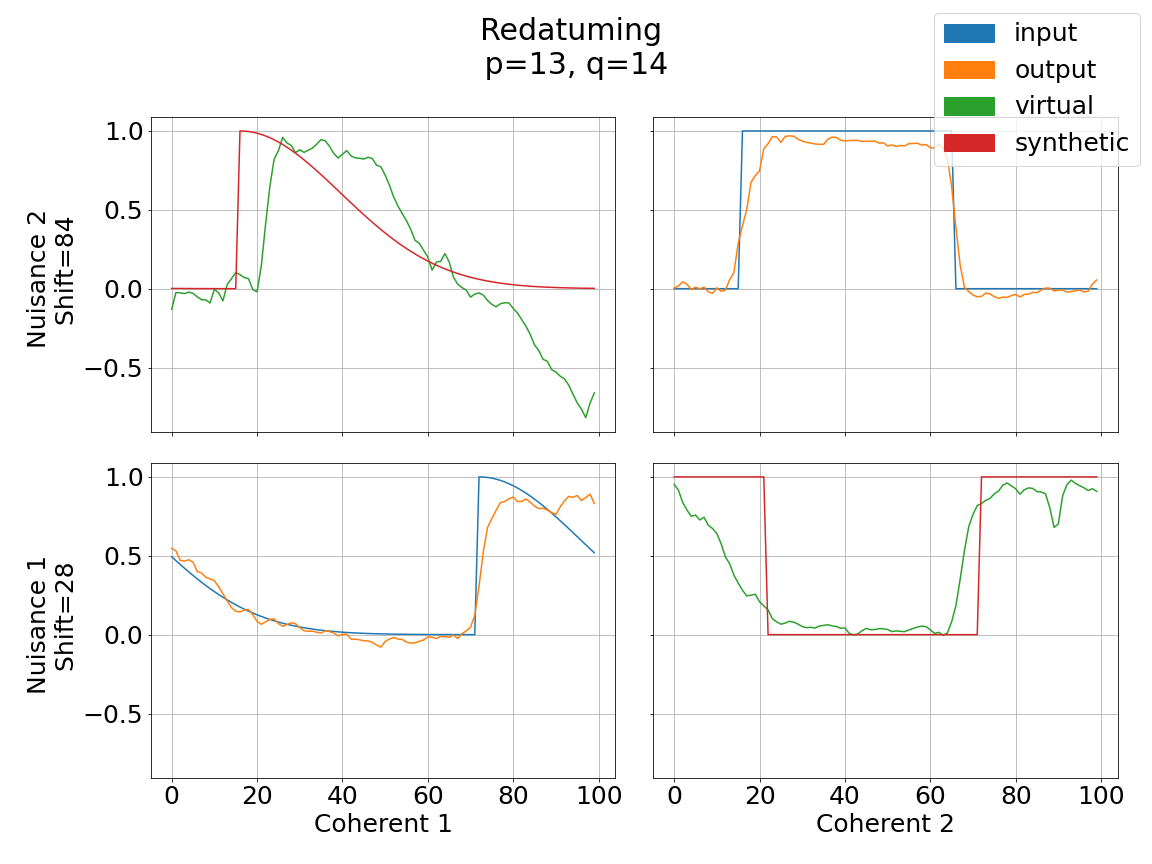 Redatuming
p=13, q=14
input
output
virtual
synthetic
Nuisance 2
Shift=84
1.0
0.5
0.0
−0.5
Nuisance 1
Shift=28
1.0
0.5
0.0
−0.5
0 20 40 60 80 100
0 20 40 60 80 100
Coherent 1
Coherent 2